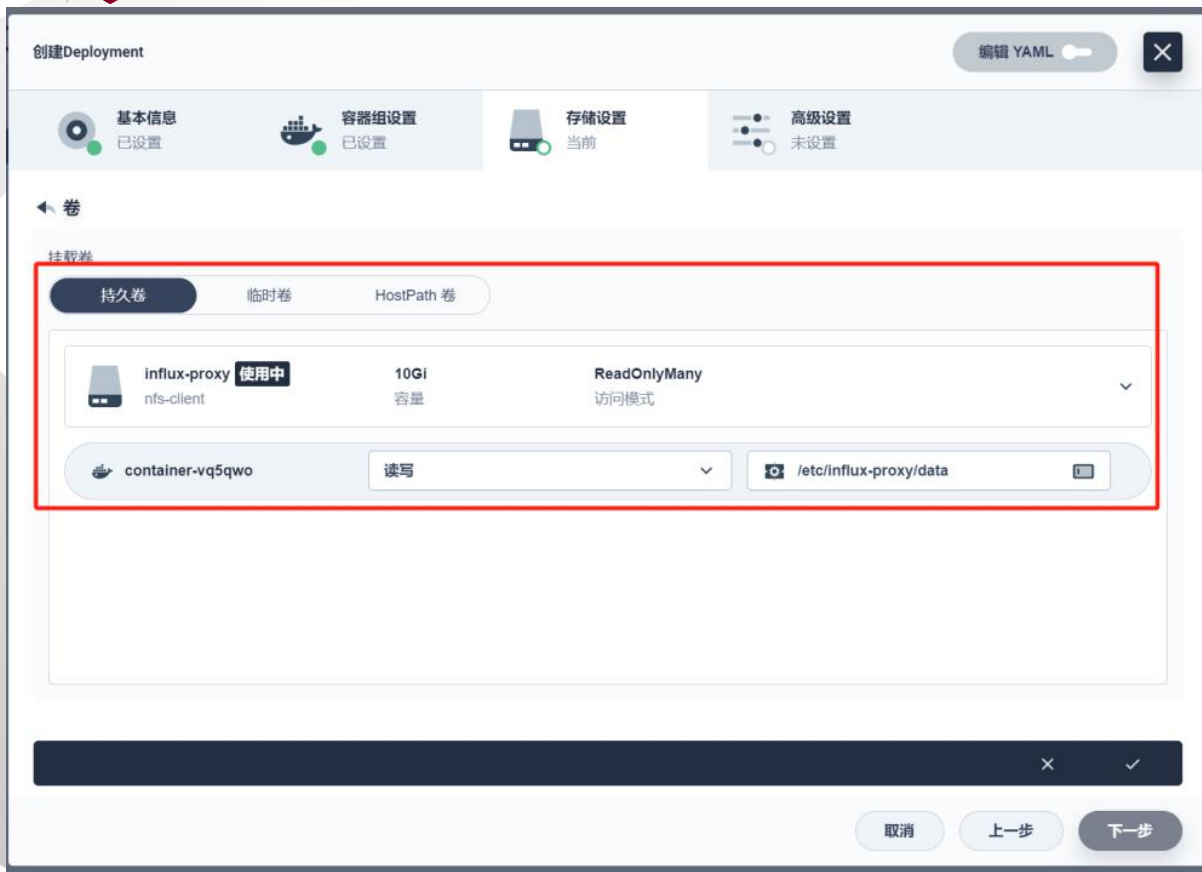 创建Deployment
编辑 YAML
基本信息
已设置
容器组设置
已设置
存储设置
当前
高级设置
未设置
卷
挂载卷
持久卷 临时卷 HostPath 卷
influx-proxy 使用中 10Gi ReadOnlyMany
nfs-client 容量 访问模式
container-vq5qwo 读写 /etc/influx-proxy/data
取消 上一步 下一步